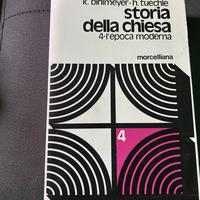 k. bihlmeyer-h. tuechle
storia
della chiesa
4-l'epoca moderna
morcelliana
4